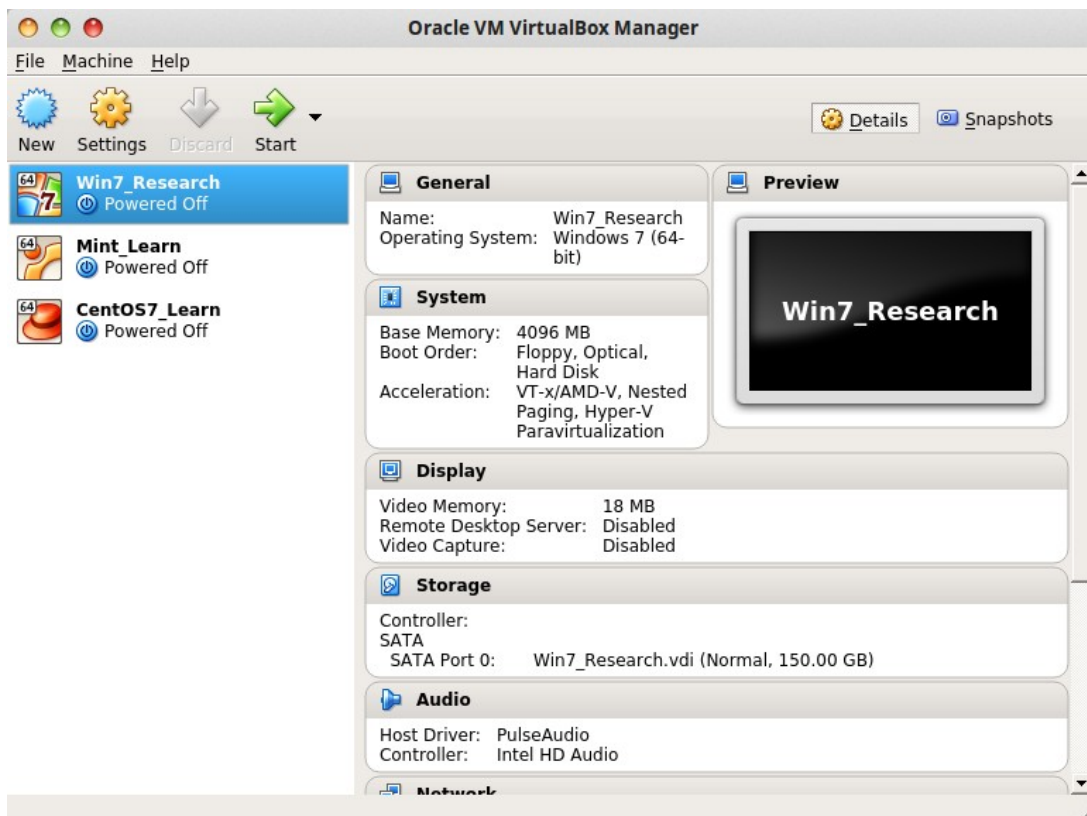 Oracle VM VirtualBox Manager
File Machine Help
New Settings Discard Start
Details Snapshots
64 Win7_Research
Powered Off
64 Mint_Learn
Powered Off
64 CentOS7_Learn
Powered Off
General
Name: Win7_Research
Operating System: Windows 7 (64-
bit)
System
Base Memory: 4096 MB
Boot Order: Floppy, Optical,
Hard Disk
Acceleration: VT-x/AMD-V, Nested
Paging, Hyper-V
Paravirtualization
Preview
Win7_Research
Display
Video Memory: 18 MB
Remote Desktop Server: Disabled
Video Capture: Disabled
Storage
Controller:
SATA
SATA Port 0: Win7_Research.vdi (Normal, 150.00 GB)
Audio
Host Driver: PulseAudio
Controller: Intel HD Audio
Network